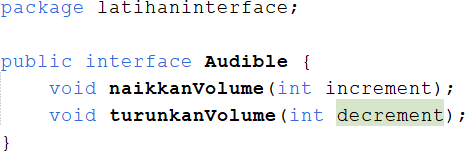 package latihaninterface;
public interface Audible {
    void naikkanVolume(int increment);
    void turunkanVolume(int decrement);
}